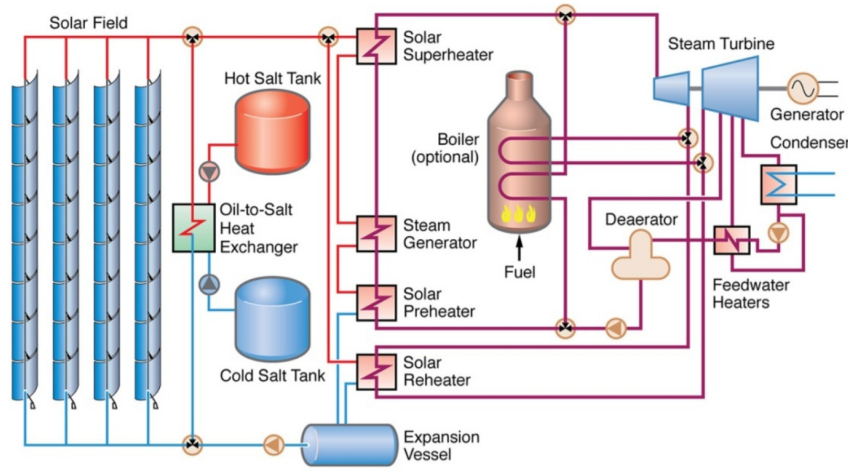 Solar Field
Hot Salt Tank
Oil-to-Salt
Heat
Exchanger
Cold Salt Tank
Solar
Superheater
Steam
Generator
Solar
Preheater
Solar
Reheater
Expansion
Vessel
Boiler
(optional)
Fuel
Steam Turbine
Generator
Condenser
Deaerator
Feedwater
Heaters